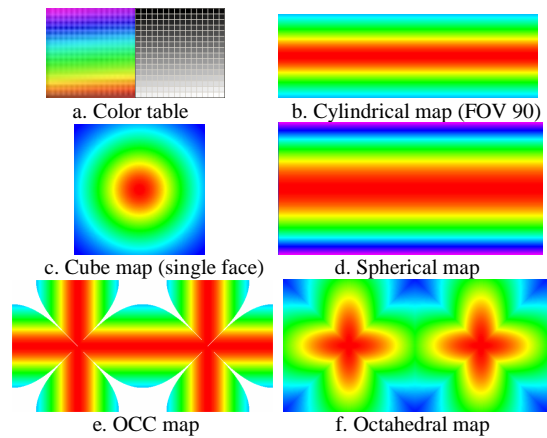 a. Color table
b. Cylindrical map (FOV 90)
c. Cube map (single face)
d. Spherical map
e. OCC map
f. Octahedral map